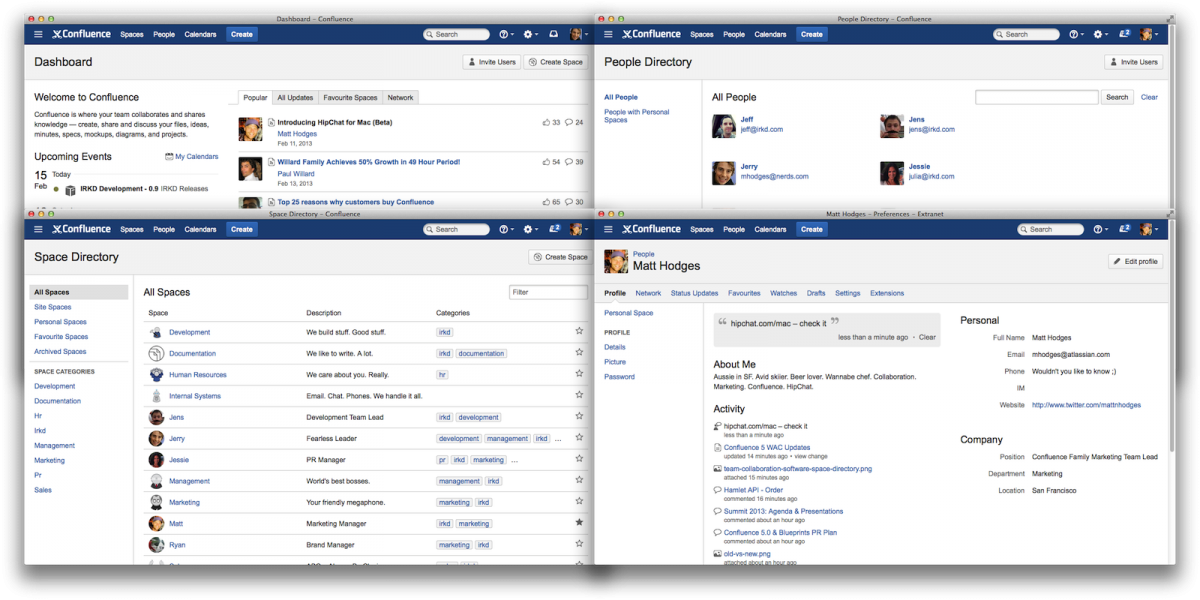 Dashboard – Confluence
Confluence Spaces People Calendars Create Search
Dashboard
Invite Users Create Space
Welcome to Confluence
Confluence is where your team collaborates and
shares knowledge — create, share and discuss your files, ideas,
minutes, specs, mockups, diagrams, and projects.
Upcoming Events My Calendars
15 Today
Feb IRKD Development - 0.9 IRKD Releases
Popular All Updates Favourite Spaces Network
Introducing HipChat for Mac (Beta) 33 24
Matt Hodges
Feb 11, 2013
Willard Family Achieves 50% Growth in 49 Hour Period! 54 39
Paul Willard
Feb 13, 2013
Top 25 reasons why customers buy Confluence 65 30
People Directory – Confluence
Confluence Spaces People Calendars Create Search
People Directory
Invite Users
All People
People with Personal
Spaces
All People
Search Clear
Jeff
jeff@irkd.com
Jens
jens@irkd.com
Jerry
mhodges@nerds.com
Jessie
julia@irkd.com
Space Directory – Confluence
Confluence Spaces People Calendars Create Search
Space Directory
Create Space
All Spaces
Site Spaces
Personal Spaces
Favourite Spaces
Archived Spaces
SPACE CATEGORIES
Development
Documentation
Hr
Irkd
Management
Marketing
Pr
Sales
All Spaces Filter
Space Description Categories
Development We build stuff. Good stuff. irkd
Documentation We like to write. A lot. irkd documentation
Human Resources We care about you. Really. hr
Internal Systems Email. Chat. Phones. We handle it all.
Jens Development Team Lead irkd development
Jerry Fearless Leader development management irkd ...
Jessie PR Manager pr irkd marketing ...
Management World's best bosses. management irkd
Marketing Your friendly megaphone. marketing irkd
Matt Marketing Manager irkd marketing
Ryan Brand Manager marketing irkd
Matt Hodges – Preferences – Extranet
Confluence Spaces People Calendars Create Search
People
Matt Hodges
Edit profile
Profile Network Status Updates Favourites Watches Drafts Settings Extensions
Personal Space
PROFILE
Details
Picture
Password
“ hipchat.com/mac – check it ”
less than a minute ago · Clear
About Me
Aussie in SF. Avid skiier. Beer lover. Wannabe chef. Collaboration.
Marketing. Confluence. HipChat.
Activity
hipchat.com/mac – check it
less than a minute ago
Confluence 5 WAC Updates
updated 14 minutes ago • view change
team-collaboration-software-space-directory.png
attached 15 minutes ago
Hamlet API - Order
commented 16 minutes ago
Summit 2013: Agenda & Presentations
commented about an hour ago
Confluence 5.0 & Blueprints PR Plan
commented about an hour ago
old-vs-new.png
attached about an hour ago
Personal
Full Name Matt Hodges
Email mhodges@atlassian.com
Phone Wouldn't you like to know ;)
IM
Website http://www.twitter.com/mattnhodges
Company
Position Confluence Family Marketing Team Lead
Department Marketing
Location San Francisco